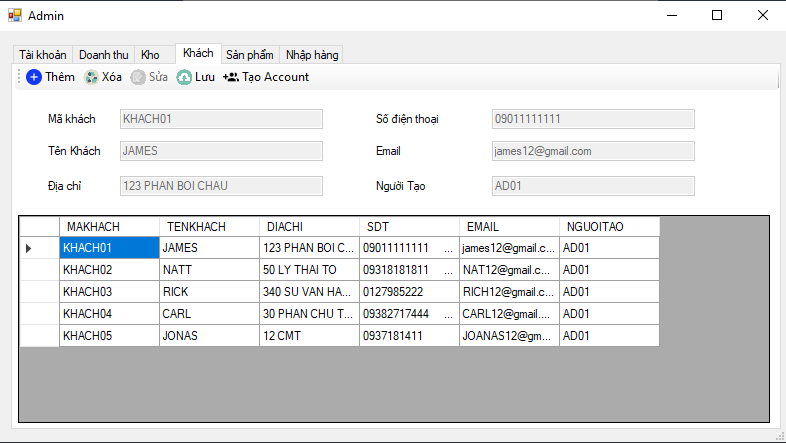 Admin
Tài khoản Doanh thu Kho Khách Sản phẩm Nhập hàng
Thêm Xóa Sửa Lưu Tạo Account
Mã khách KHACH01 Số điện thoại 09011111111
Tên Khách JAMES Email james12@gmail.com
Địa chỉ 123 PHAN BOI CHAU Người Tạo AD01
MAKHACH TENKHACH DIACHI SDT EMAIL NGUOITAO
KHACH01 JAMES 123 PHAN BOI C... 09011111111 ... james12@gmail.c... AD01
KHACH02 NATT 50 LY THAI TO 09318181811 ... NAT12@gmail.co... AD01
KHACH03 RICK 340 SU VAN HA... 0127985222 RICH12@gmail.c... AD01
KHACH04 CARL 30 PHAN CHU T... 09382717444 ... CARL12@gmail.... AD01
KHACH05 JONAS 12 CMT 0937181411 JOANAS12@gm... AD01